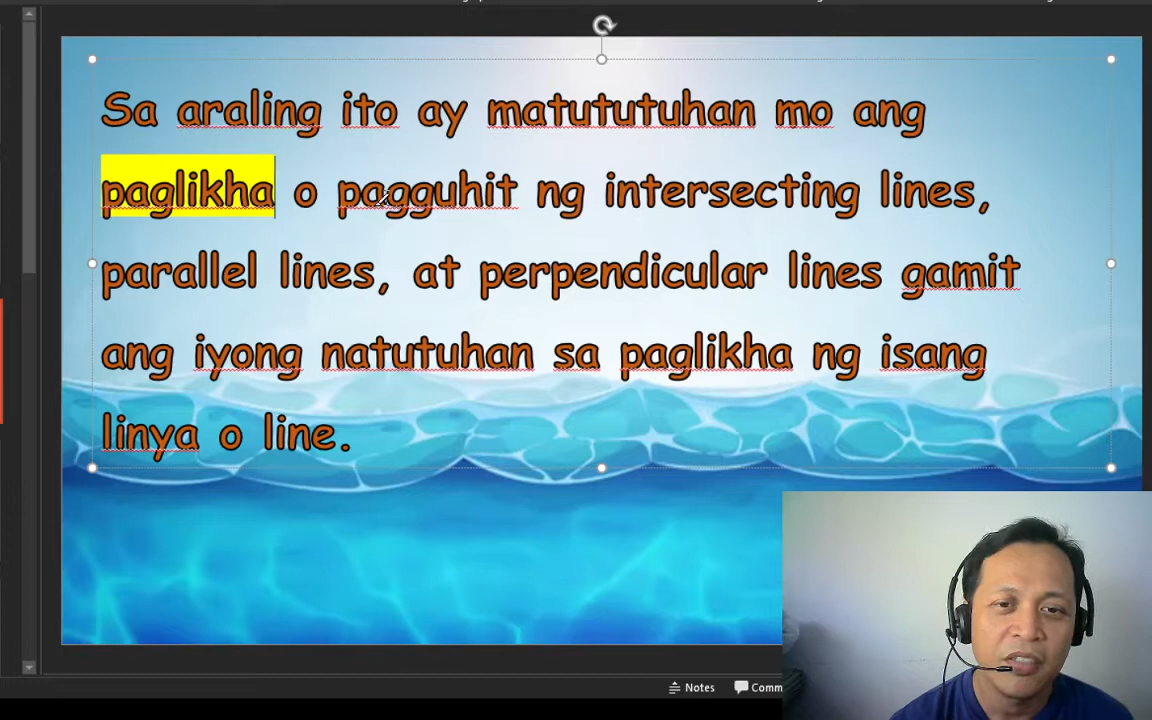 Sa araling ito ay matututuhan mo ang
paglikha o pagguhit ng intersecting lines,
parallel lines, at perpendicular lines gamit
ang iyong natutuhan sa paglikha ng isang
linya o line.
Notes